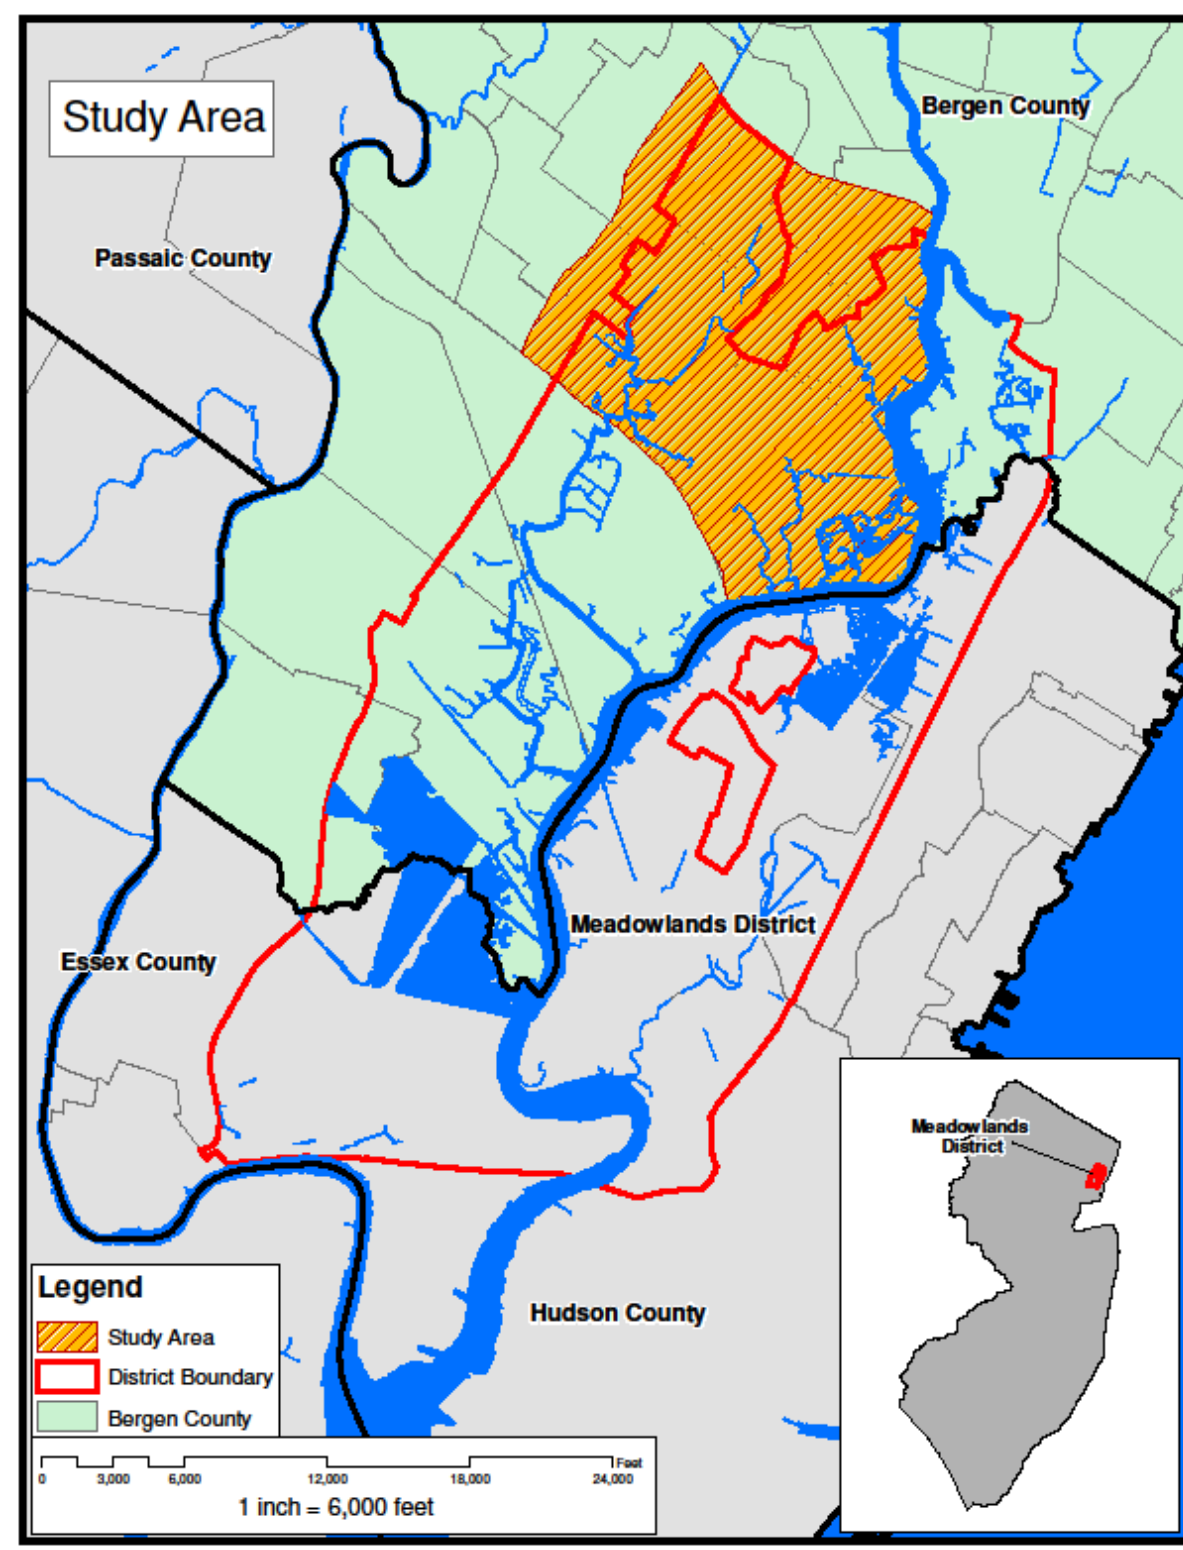 Study Area
Bergen County
Passaic County
Meadowlands District
Essex County
Meadowlands
District
Hudson County
Legend
Study Area
District Boundary
Bergen County
Feet
0 3,000 6,000 12,000 18,000 24,000
1 inch = 6,000 feet